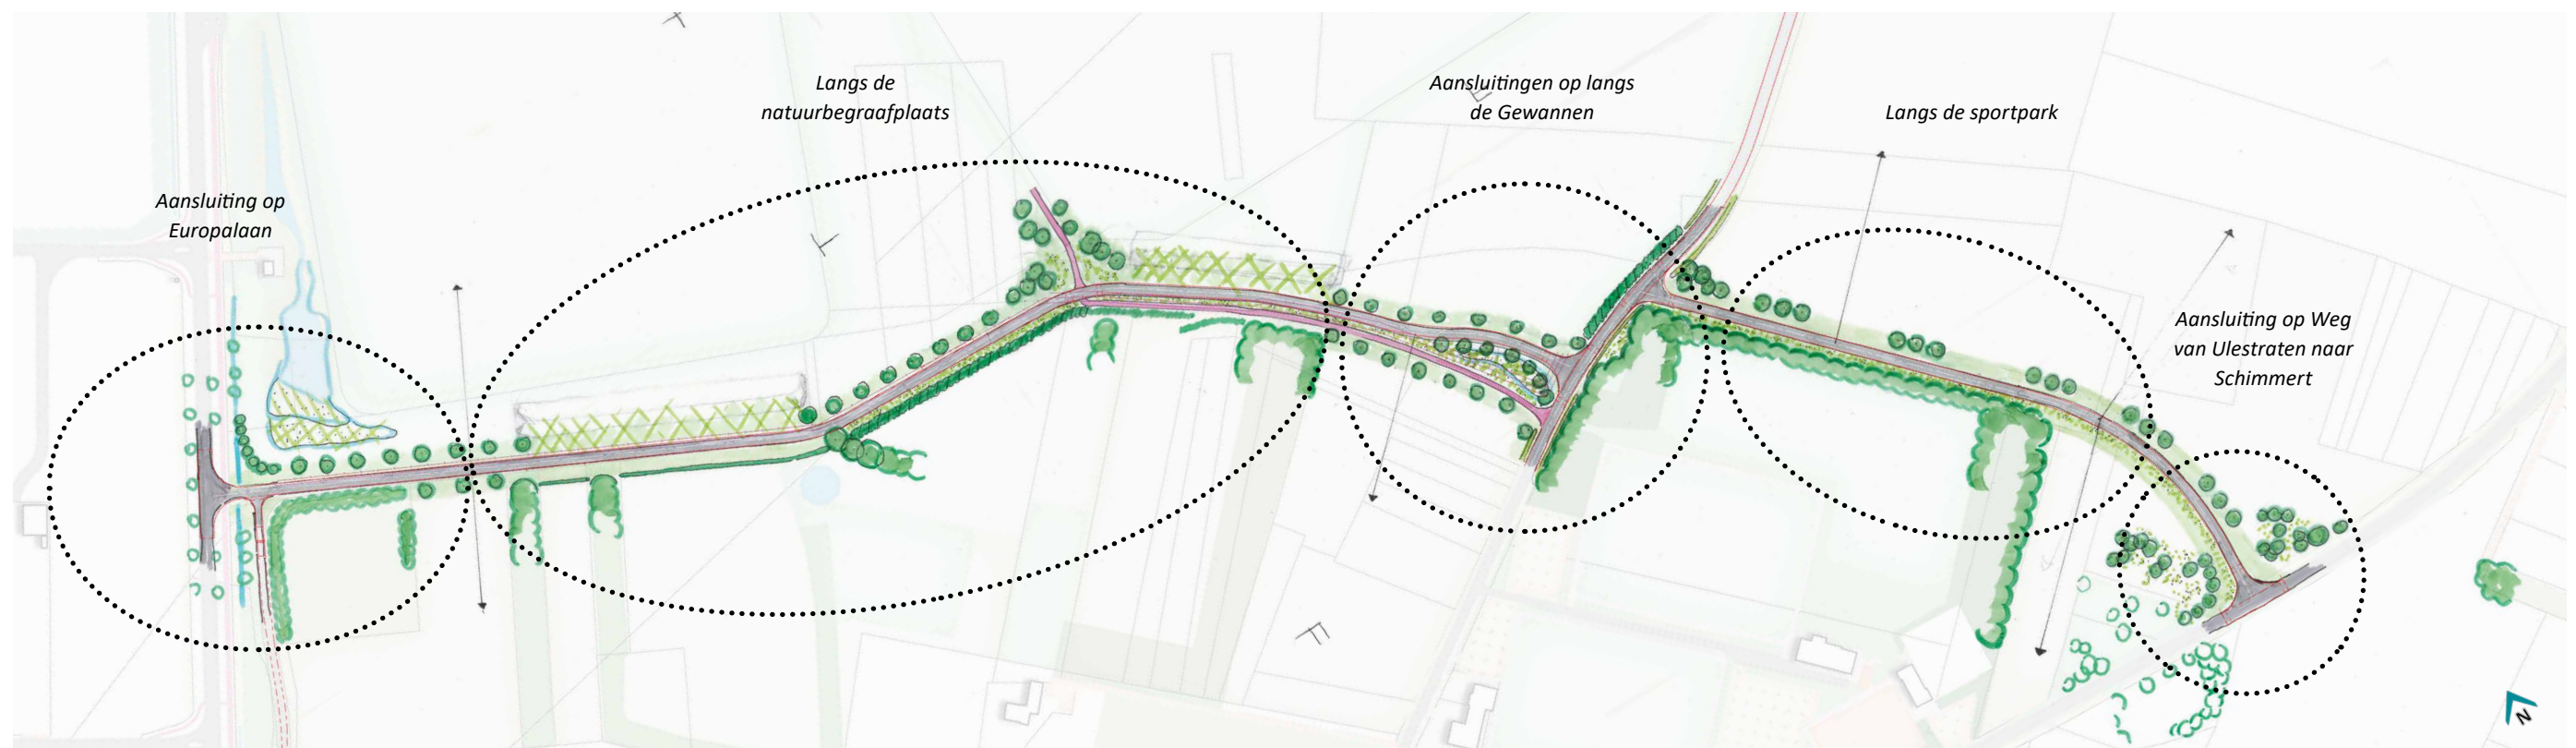 Langs de
natuurbegraafplaats
Aansluitingen op langs
de Gewannen
Langs de sportpark
Aansluiting op
Europalaan
Aansluiting op Weg
van Ulestraten naar
Schimmert
N